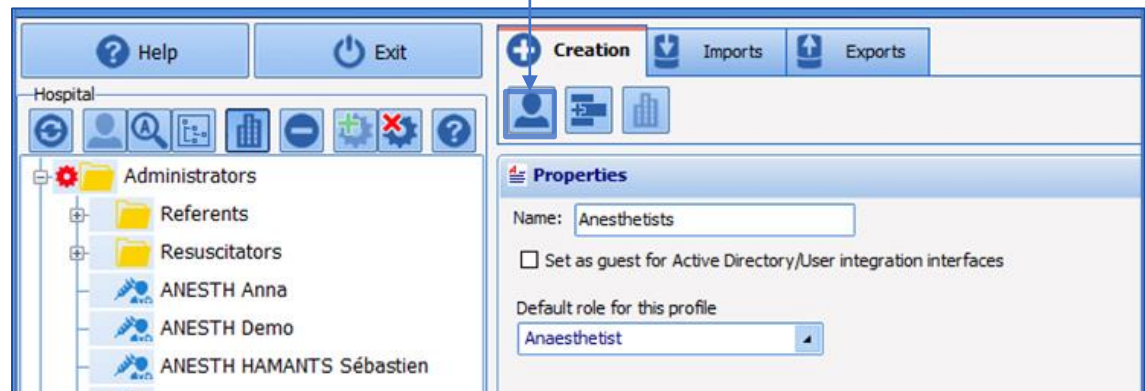 Help
Exit
Creation
Imports
Exports
Hospital
Administrators
Referents
Resuscitators
ANESTH Anna
ANESTH Demo
ANESTH HAMANTS Sébastien
Properties
Name: Anesthetists
Set as guest for Active Directory/User integration interfaces
Default role for this profile
Anaesthetist